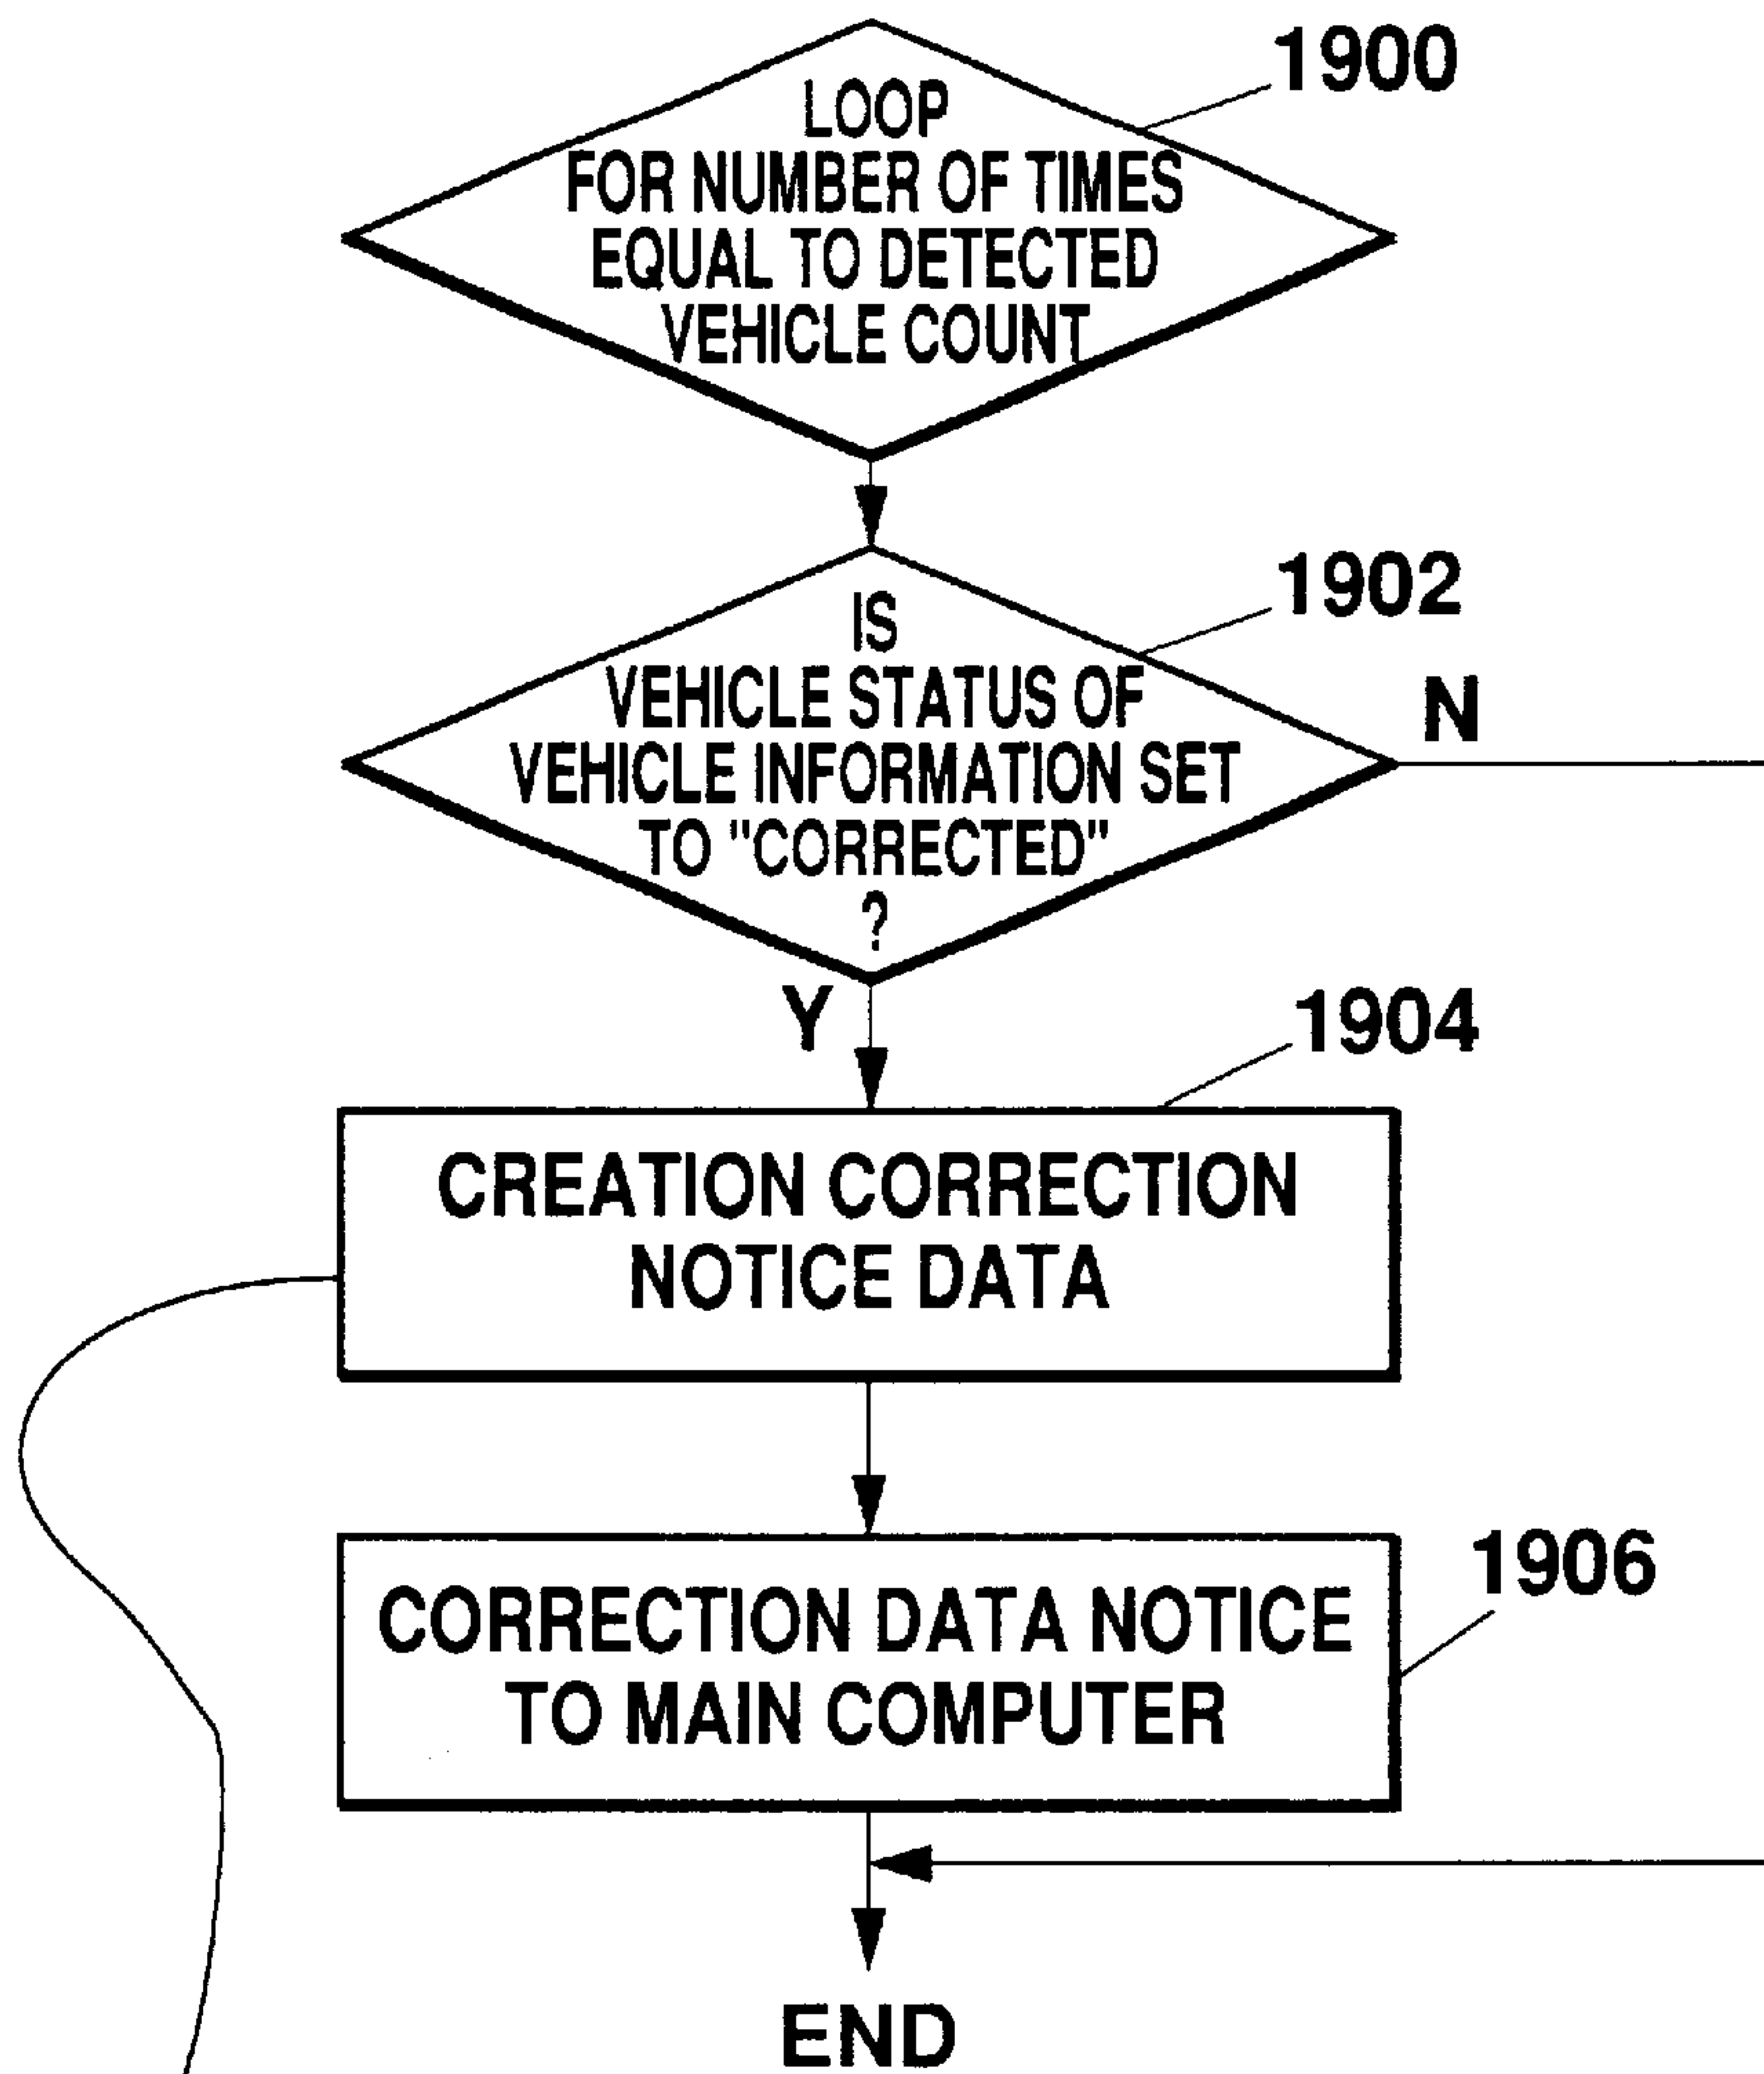 1900
LOOP
FOR NUMBER OF TIMES
EQUAL TO DETECTED
VEHICLE COUNT
1902
IS
VEHICLE STATUS OF
VEHICLE INFORMATION SET
TO "CORRECTED"
?
N
Y
1904
CREATION CORRECTION
NOTICE DATA
1906
CORRECTION DATA NOTICE
TO MAIN COMPUTER
END